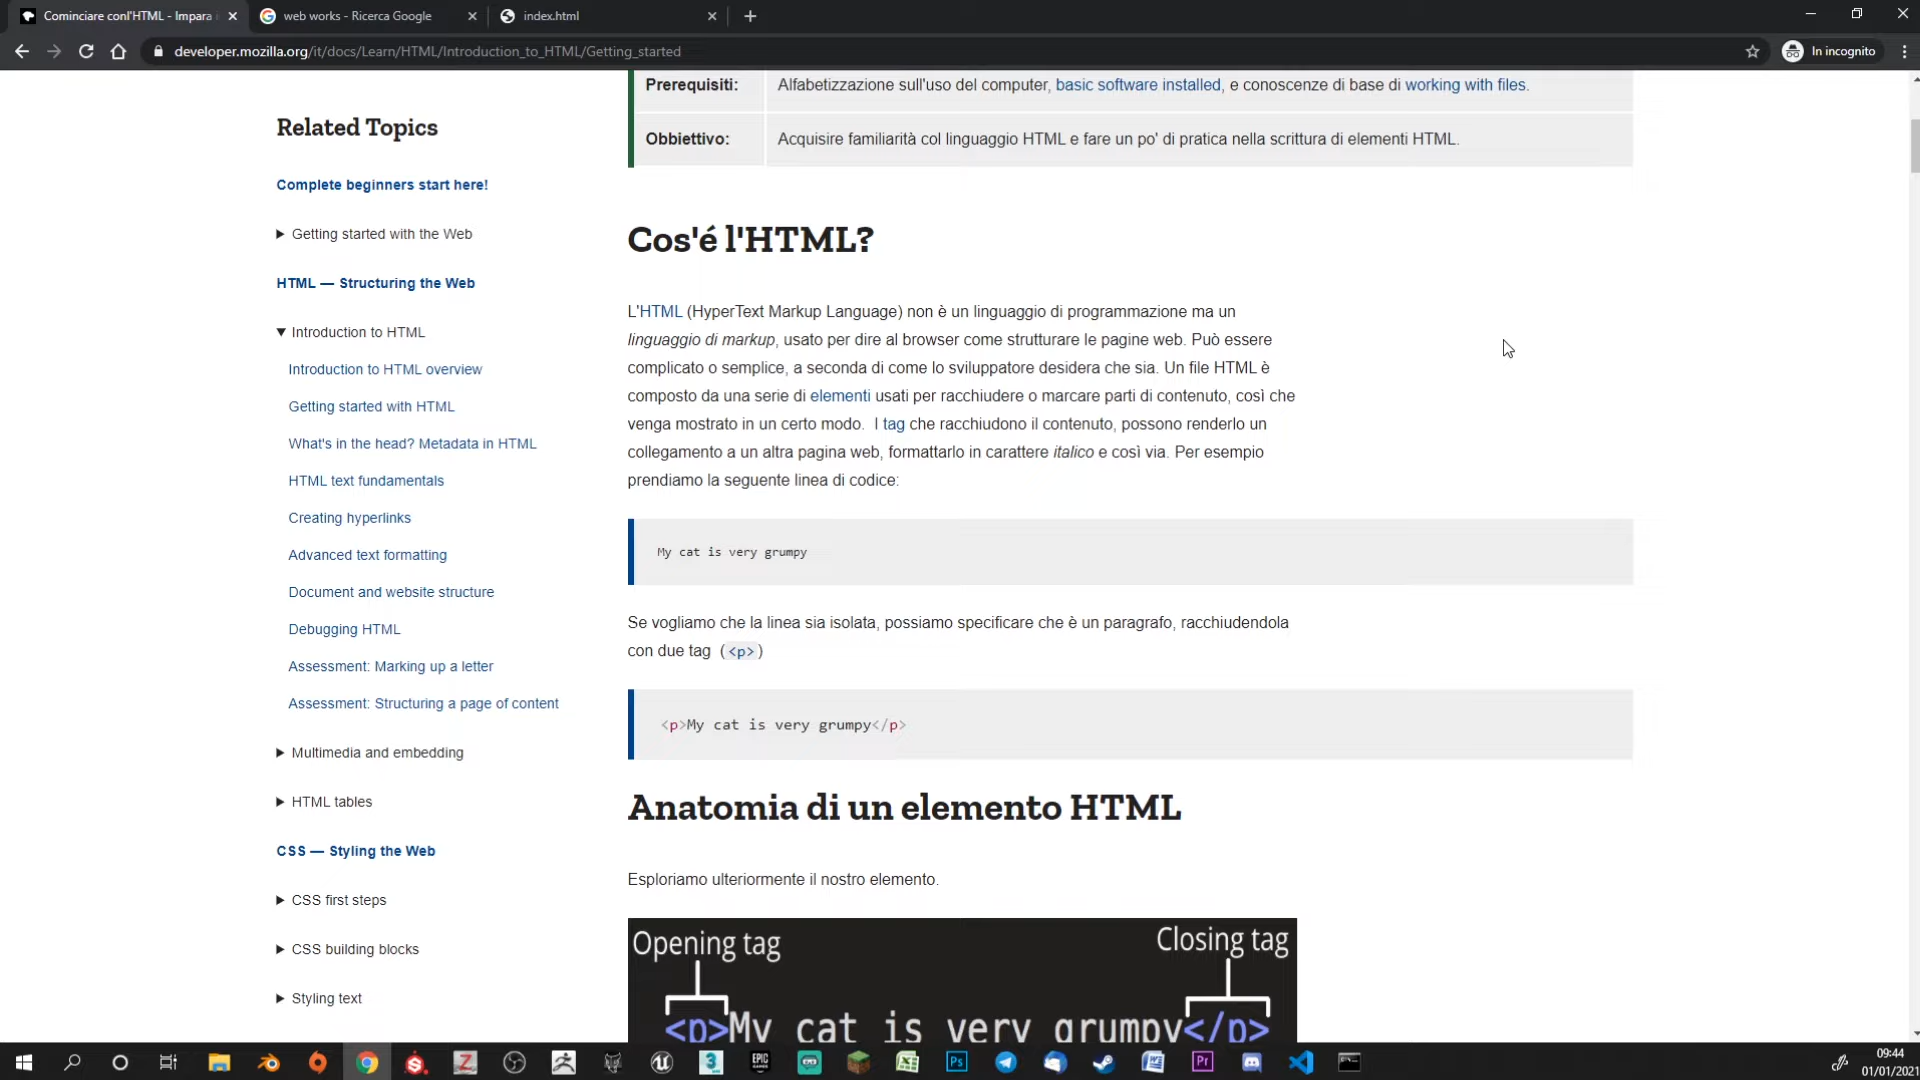 Cominciare conl'HTML - Impara
web works - Ricerca Google
index.html
developer.mozilla.org/it/docs/Learn/HTML/Introduction_to_HTML/Getting_started
In incognito
Related Topics
Complete beginners start here!
Getting started with the Web
HTML — Structuring the Web
Introduction to HTML
Introduction to HTML overview
Getting started with HTML
What's in the head? Metadata in HTML
HTML text fundamentals
Creating hyperlinks
Advanced text formatting
Document and website structure
Debugging HTML
Assessment: Marking up a letter
Assessment: Structuring a page of content
Multimedia and embedding
HTML tables
CSS — Styling the Web
CSS first steps
CSS building blocks
Styling text
Prerequisiti: Alfabetizzazione sull'uso del computer, basic software installed, e conoscenze di base di working with files.
Obbiettivo: Acquisire familiarità col linguaggio HTML e fare un po' di pratica nella scrittura di elementi HTML.
Cos'é l'HTML?
L'HTML (HyperText Markup Language) non è un linguaggio di programmazione ma un
linguaggio di markup, usato per dire al browser come strutturare le pagine web. Può essere
complicato o semplice, a seconda di come lo sviluppatore desidera che sia. Un file HTML è
composto da una serie di elementi usati per racchiudere o marcare parti di contenuto, così che
venga mostrato in un certo modo.  I tag che racchiudono il contenuto, possono renderlo un
collegamento a un altra pagina web, formattarlo in carattere italico e così via. Per esempio
prendiamo la seguente linea di codice:
My cat is very grumpy
Se vogliamo che la linea sia isolata, possiamo specificare che è un paragrafo, racchiudendola
con due tag  (<p>)
<p>My cat is very grumpy</p>
Anatomia di un elemento HTML
Esploriamo ulteriormente il nostro elemento.
Opening tag
Closing tag
<p>My cat is very grumpy</p>
EPIC GAMES
Ps
Pr
09:44
01/01/2021